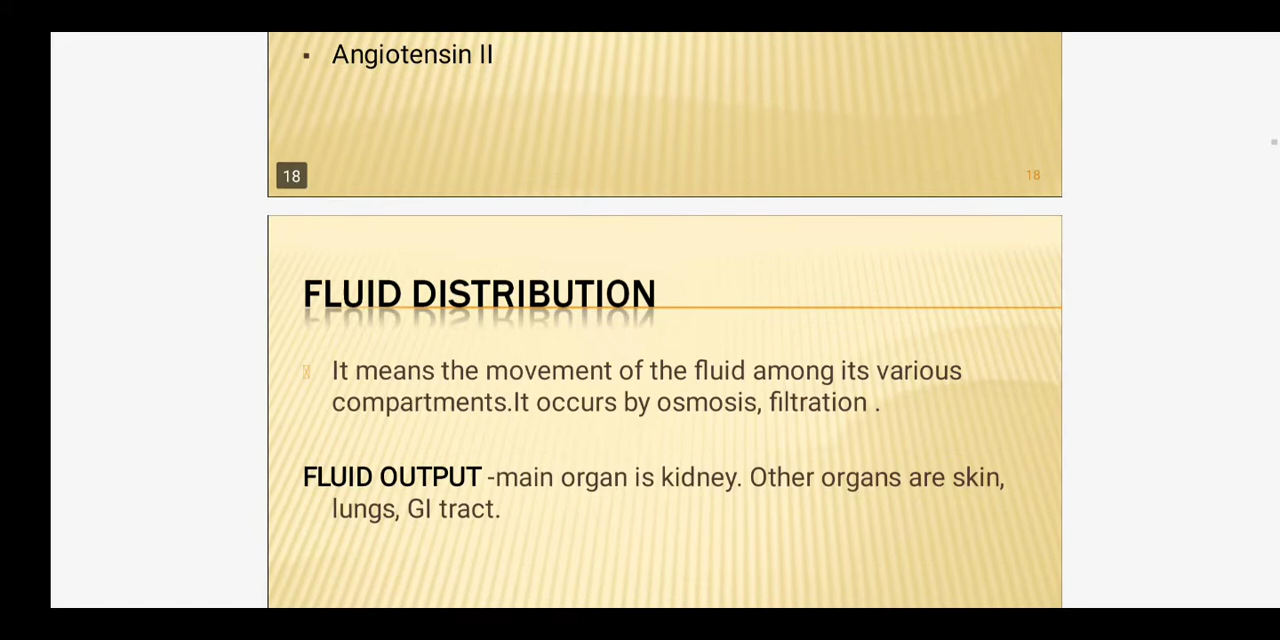 ▪ Angiotensin II
18
18
FLUID DISTRIBUTION
It means the movement of the fluid among its various
compartments.It occurs by osmosis, filtration .
FLUID OUTPUT -main organ is kidney. Other organs are skin,
lungs, GI tract.